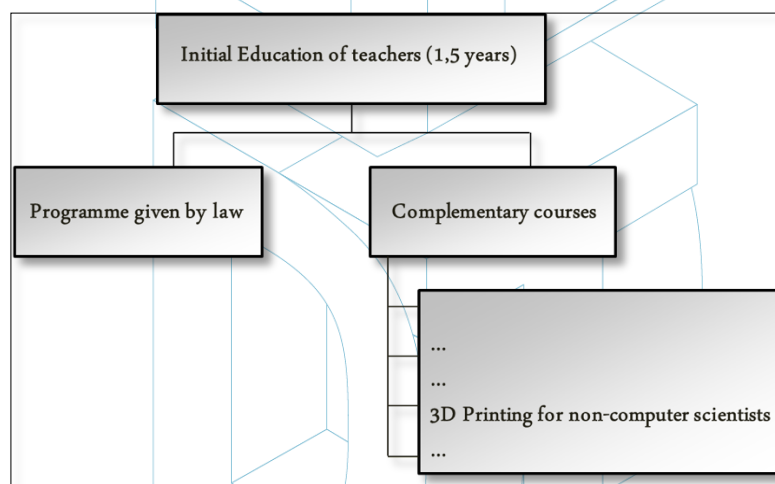 Initial Education of teachers (1,5 years)
Programme given by law
Complementary courses
...
...
3D Printing for non-computer scientists
...